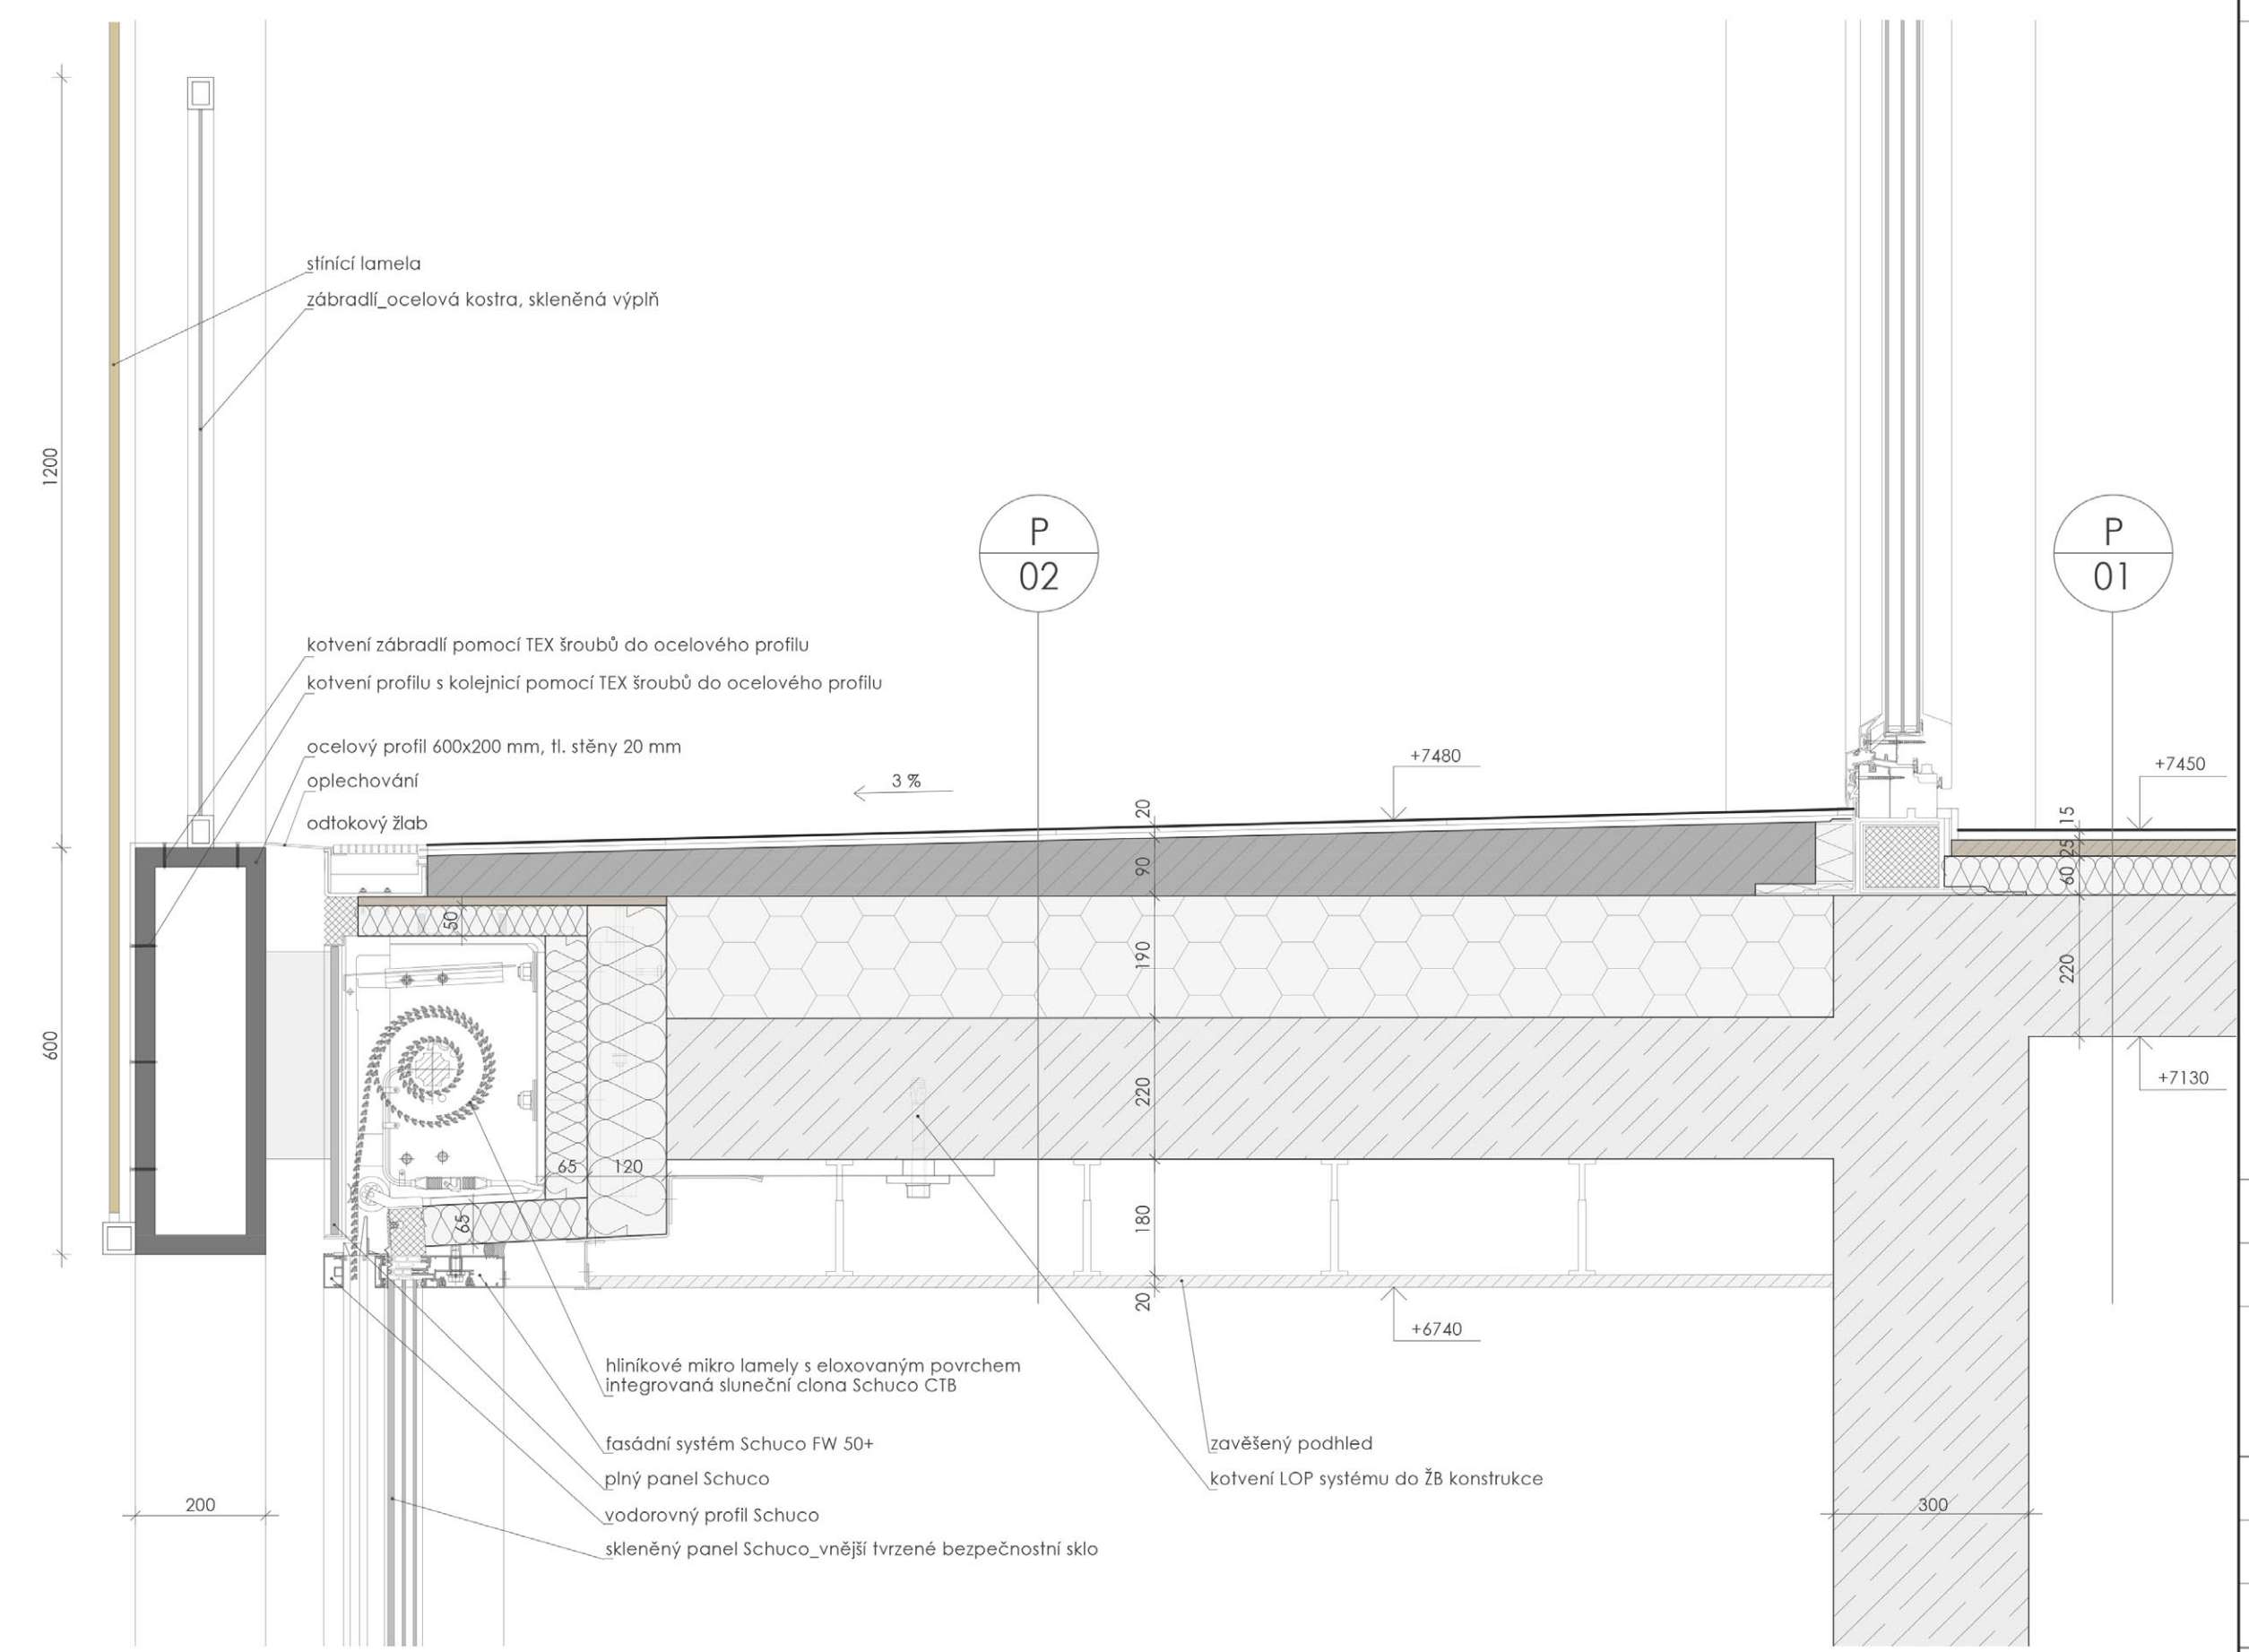 stínící lamela
zábradlí_ocelová kostra, skleněná výplň
1200
P
02
P
01
kotvení zábradlí pomocí TEX šroubů do ocelového profilu
kotvení profilu s kolejnicí pomocí TEX šroubů do ocelového profilu
ocelový profil 600x200 mm, tl. stěny 20 mm
oplechování
odtokový žlab
3 %
+7480
+7450
20
15
90
25
60
50
190
220
600
220
+7130
65
120
65
180
20
+6740
hliníkové mikro lamely s eloxovaným povrchem
integrovaná sluneční clona Schuco CTB
fasádní systém Schuco FW 50+
zavěšený podhled
plný panel Schuco
kotvení LOP systému do ŽB konstrukce
200
300
vodorovný profil Schuco
skleněný panel Schuco_vnější tvrzené bezpečnostní sklo